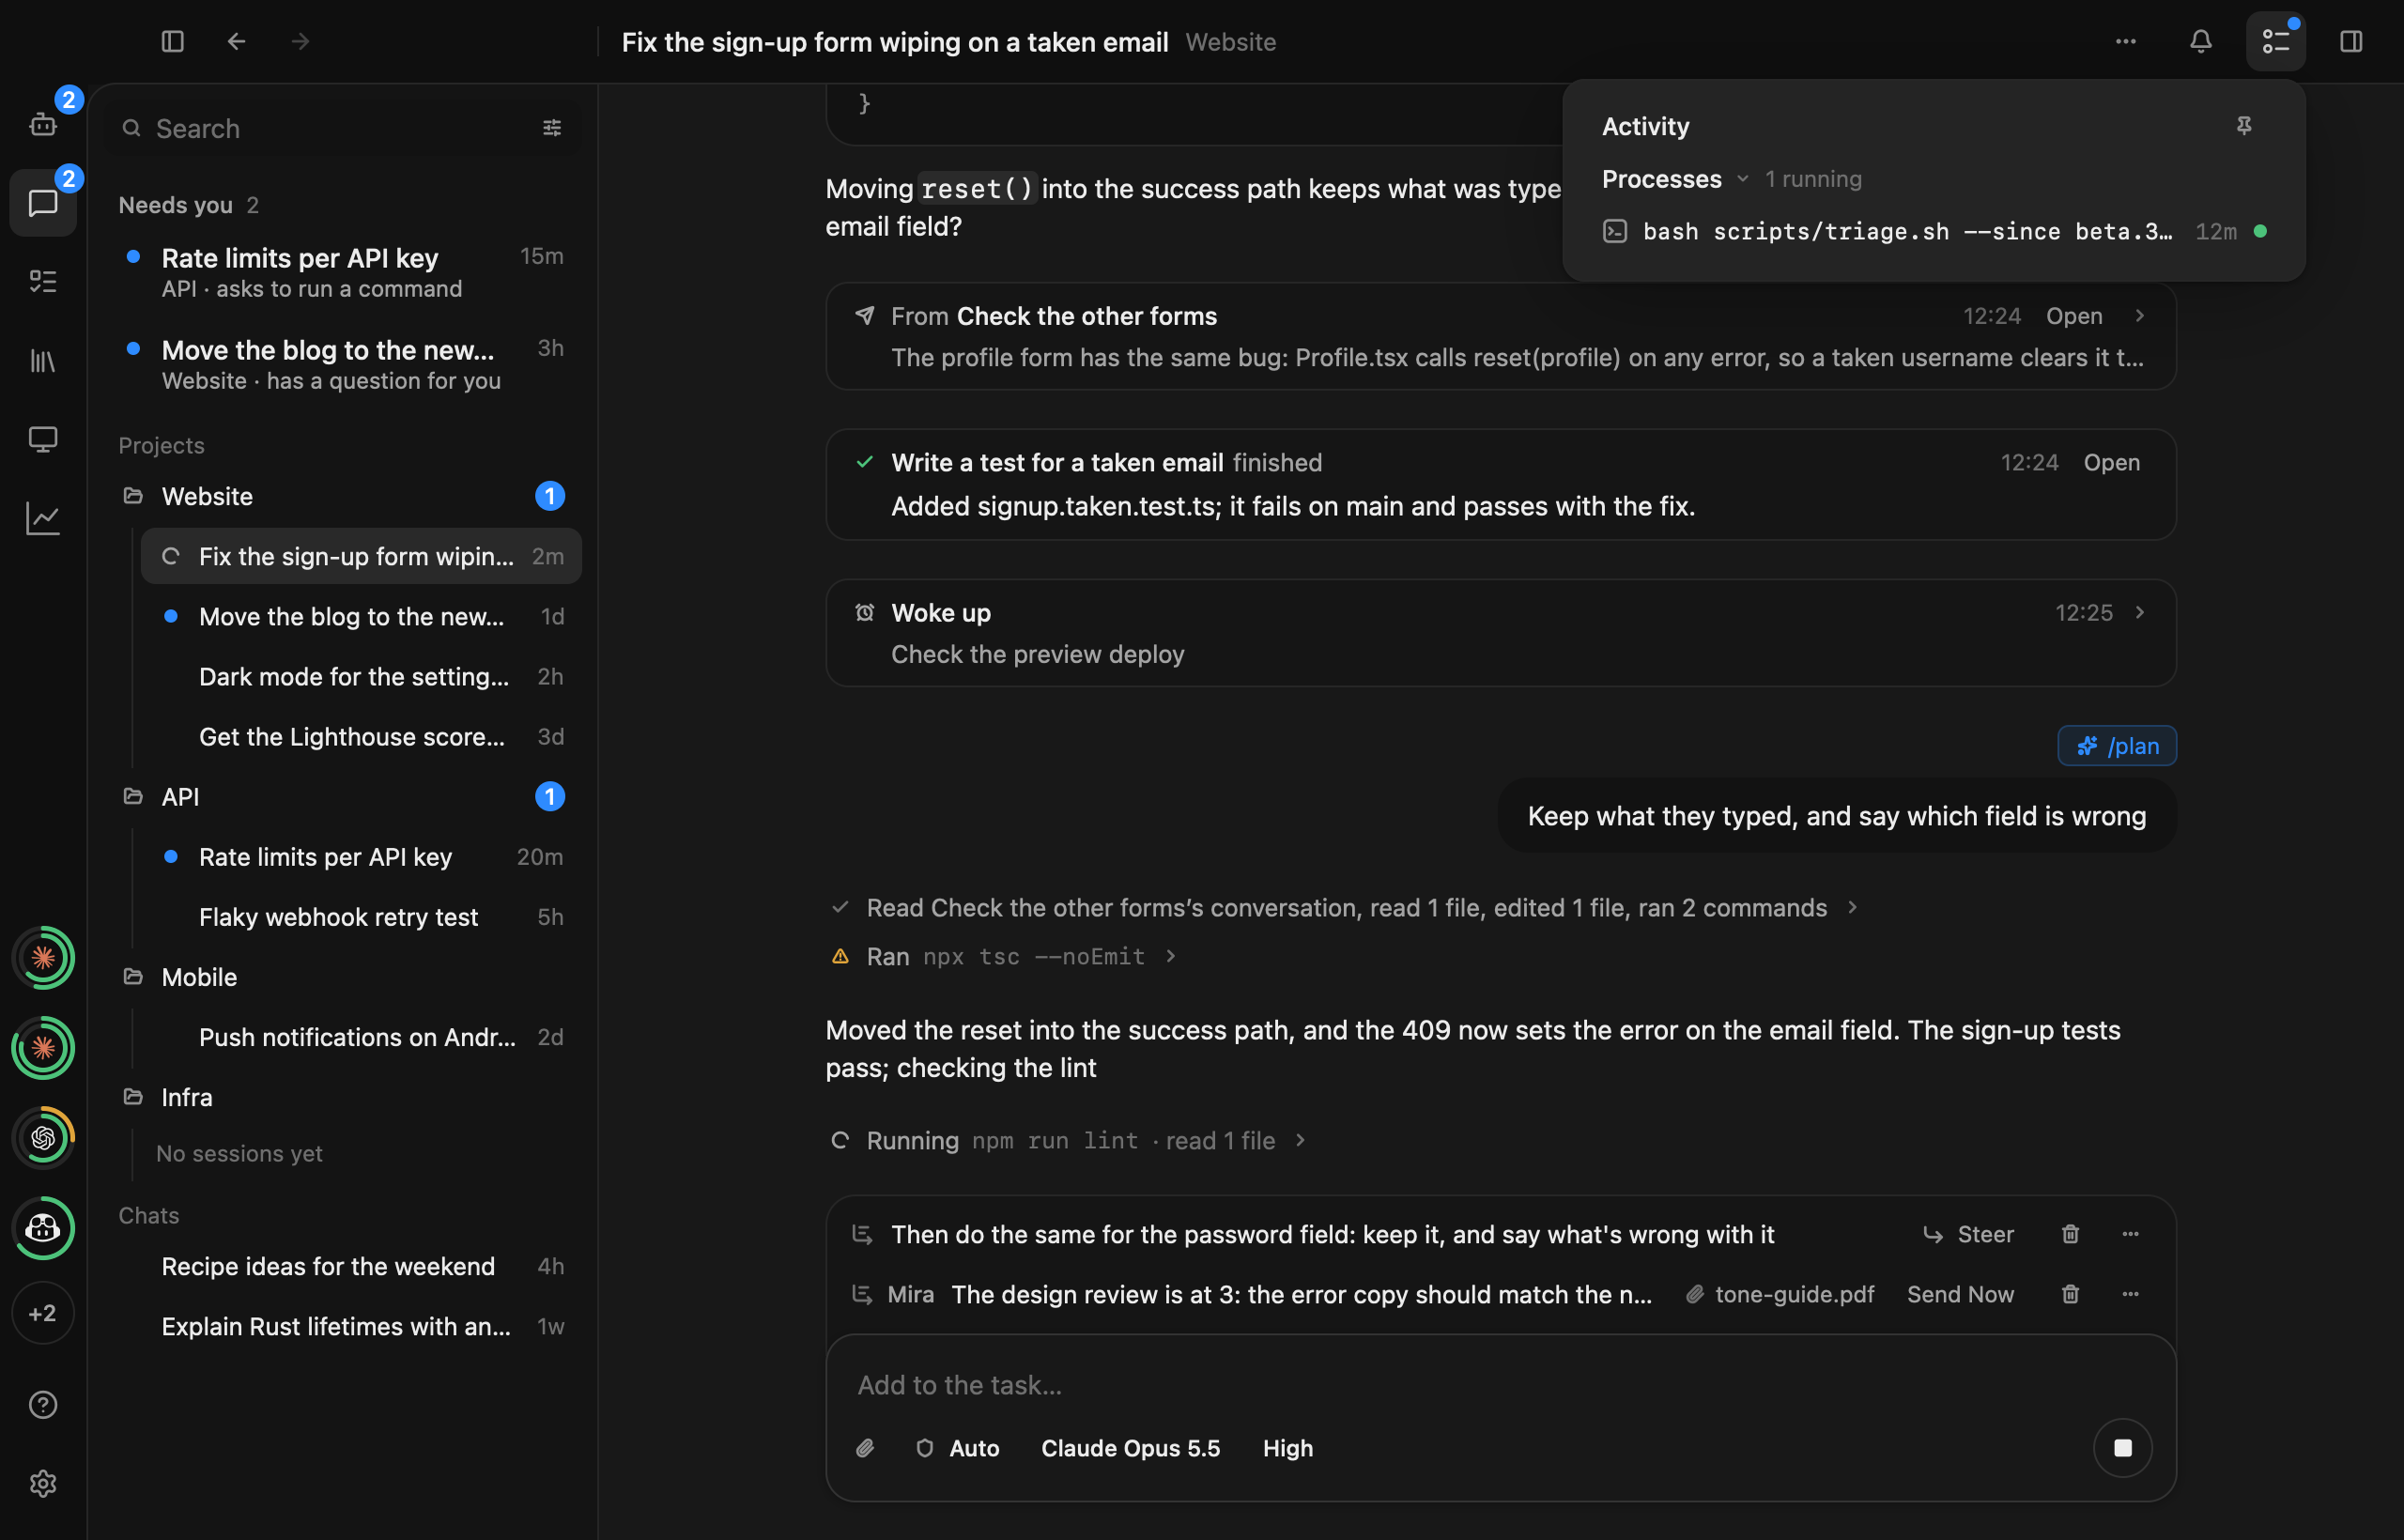 Fix the sign-up form wiping on a taken email Website
2
2
+2
Search
Needs you 2
Rate limits per API key 15m
API · asks to run a command
Move the blog to the new... 3h
Website · has a question for you
Projects
Website 1
Fix the sign-up form wipin... 2m
Move the blog to the new... 1d
Dark mode for the setting... 2h
Get the Lighthouse score... 3d
API 1
Rate limits per API key 20m
Flaky webhook retry test 5h
Mobile
Push notifications on Andr... 2d
Infra
No sessions yet
Chats
Recipe ideas for the weekend 4h
Explain Rust lifetimes with an... 1w
}
Moving reset() into the success path keeps what was type
email field?
Activity
Processes 1 running
bash scripts/triage.sh --since beta.3… 12m
From Check the other forms 12:24 Open
The profile form has the same bug: Profile.tsx calls reset(profile) on any error, so a taken username clears it t...
Write a test for a taken email finished 12:24 Open
Added signup.taken.test.ts; it fails on main and passes with the fix.
Woke up 12:25
Check the preview deploy
/plan
Keep what they typed, and say which field is wrong
Read Check the other forms’s conversation, read 1 file, edited 1 file, ran 2 commands
Ran npx tsc --noEmit
Moved the reset into the success path, and the 409 now sets the error on the email field. The sign-up tests
pass; checking the lint
Running npm run lint · read 1 file
Then do the same for the password field: keep it, and say what's wrong with it Steer
Mira The design review is at 3: the error copy should match the n... tone-guide.pdf Send Now
Add to the task...
Auto Claude Opus 5.5 High